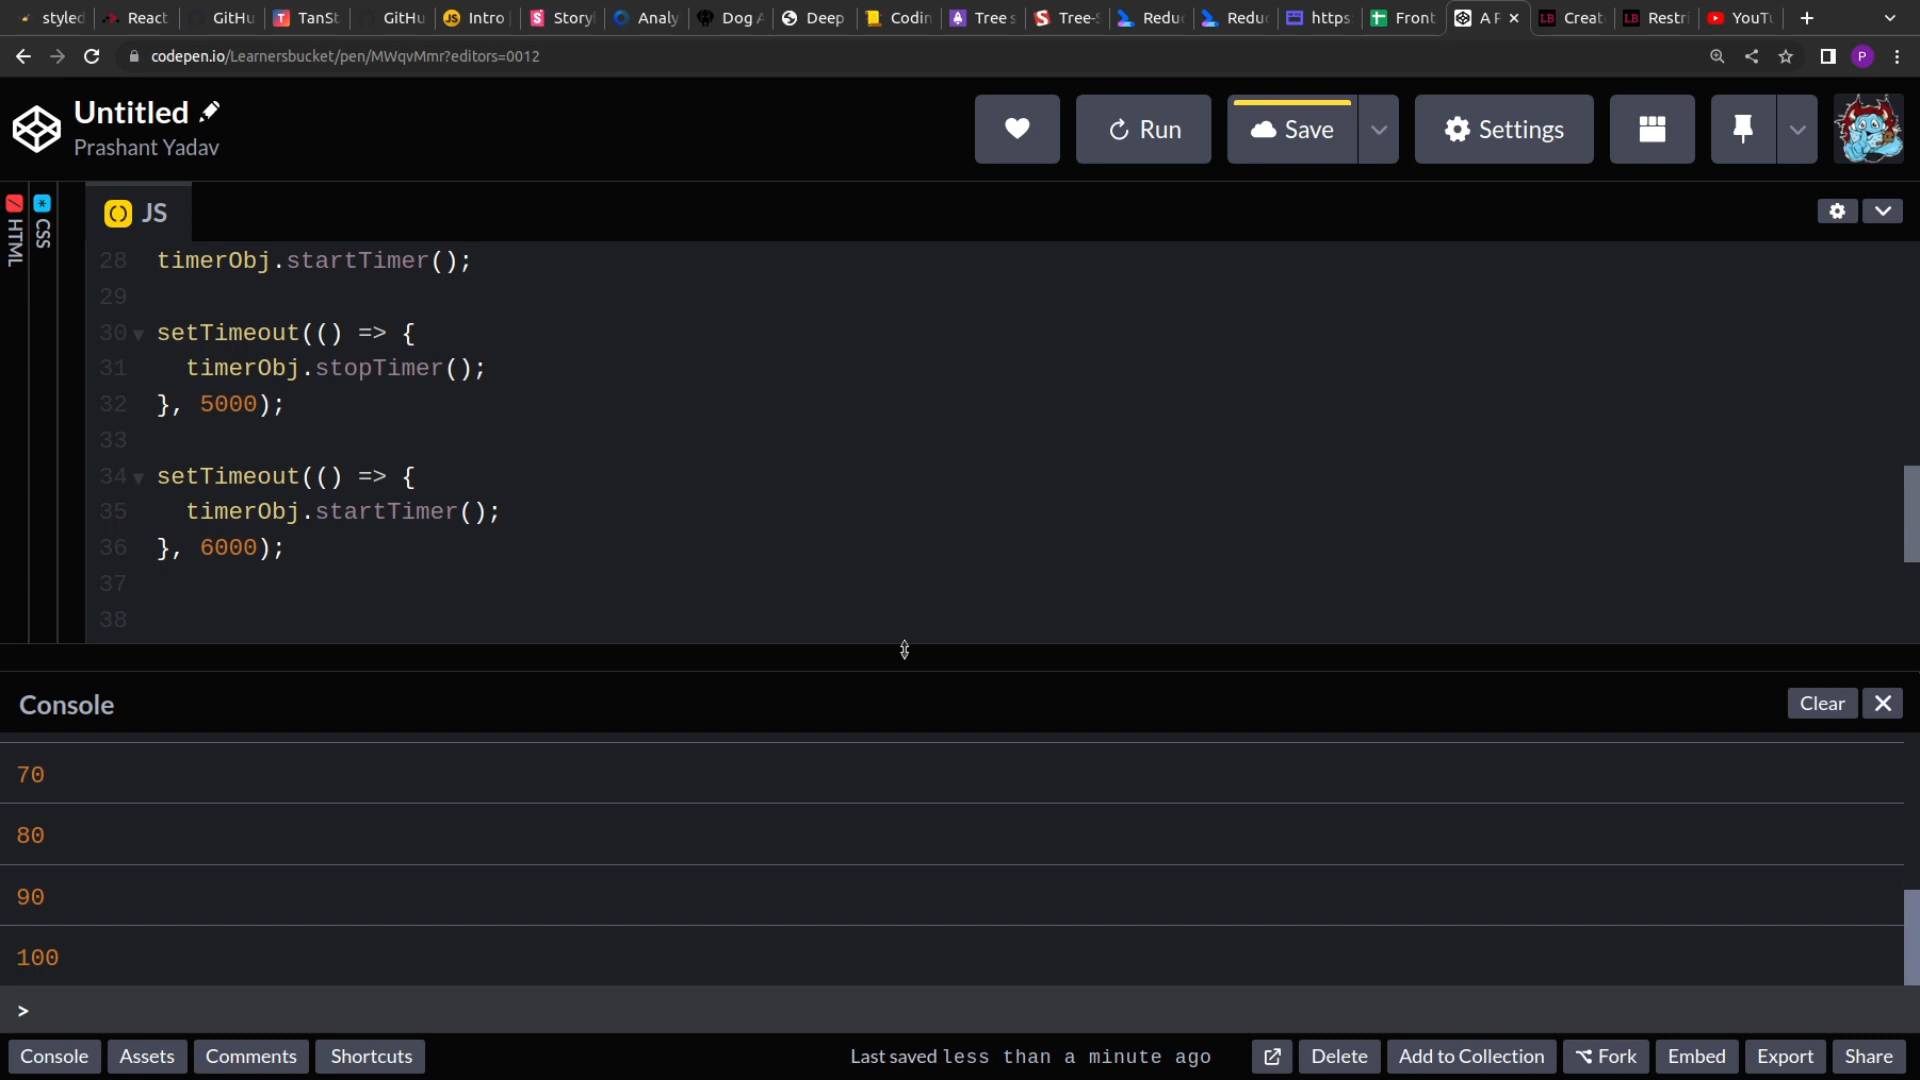 styled React GitHu TanSt GitHu Intro Story Analy Dog A Deep Codin Tree s Tree-S Redu Redu https: Front A P Creat Restri YouTu
codepen.io/Learnersbucket/pen/MWqvMmr?editors=0012 P
Untitled
Prashant Yadav
Run Save Settings
HTML
CSS
JS
28 timerObj.startTimer();
29
30 setTimeout(() => {
31 timerObj.stopTimer();
32 }, 5000);
33
34 setTimeout(() => {
35 timerObj.startTimer();
36 }, 6000);
37
38
Console Clear
70
80
90
100
>
Console Assets Comments Shortcuts Last saved less than a minute ago Delete Add to Collection Fork Embed Export Share